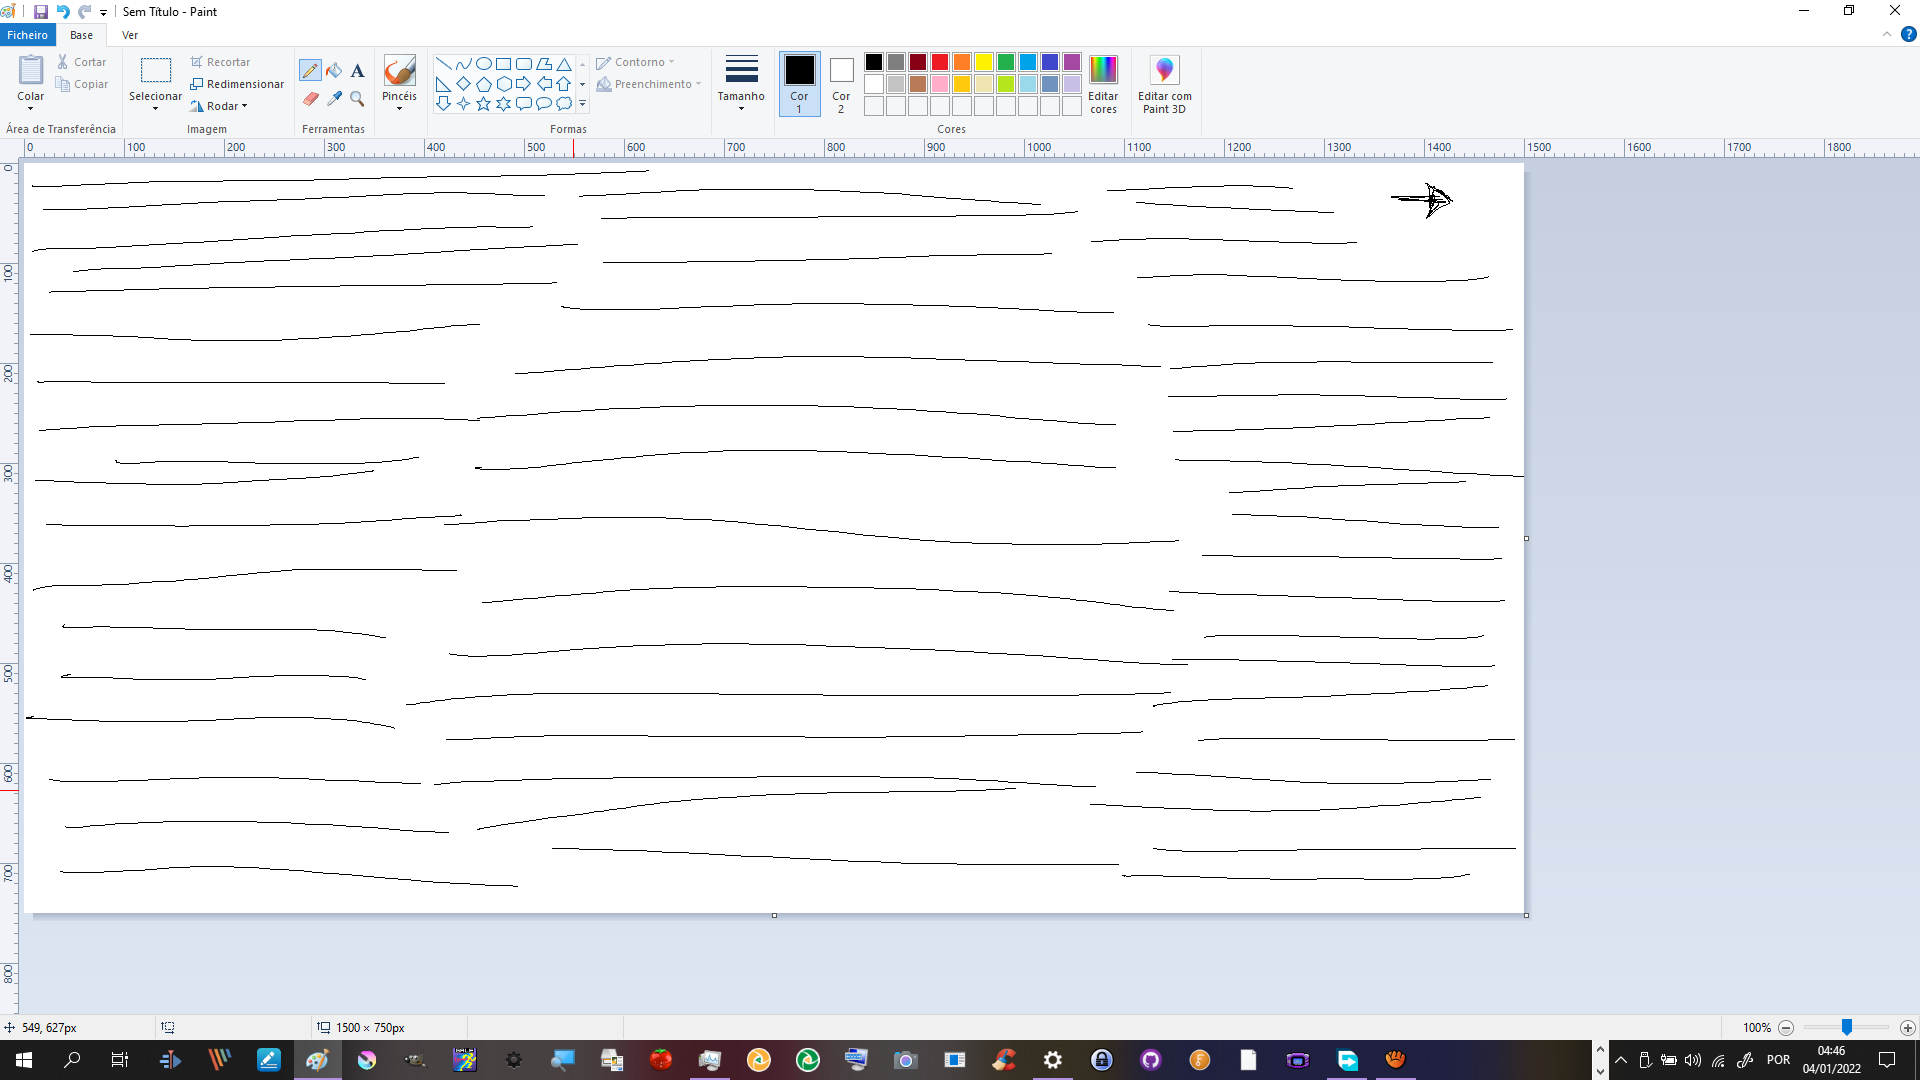 Sem Título - Paint
Ficheiro Base Ver
Colar
Cortar
Copiar
Área de Transferência
Selecionar
Recortar
Redimensionar
Rodar
Imagem
A
Ferramentas
Pincéis
Contorno
Preenchimento
Formas
Tamanho
Cor
1
Cor
2
Editar
cores
Cores
Editar com
Paint 3D
0 100 200 300 400 500 600 700 800 900 1000 1100 1200 1300 1400 1500 1600 1700 1800
0
100
200
300
400
500
600
700
800
549, 627px
1500 × 750px
100%
POR
04:46
04/01/2022